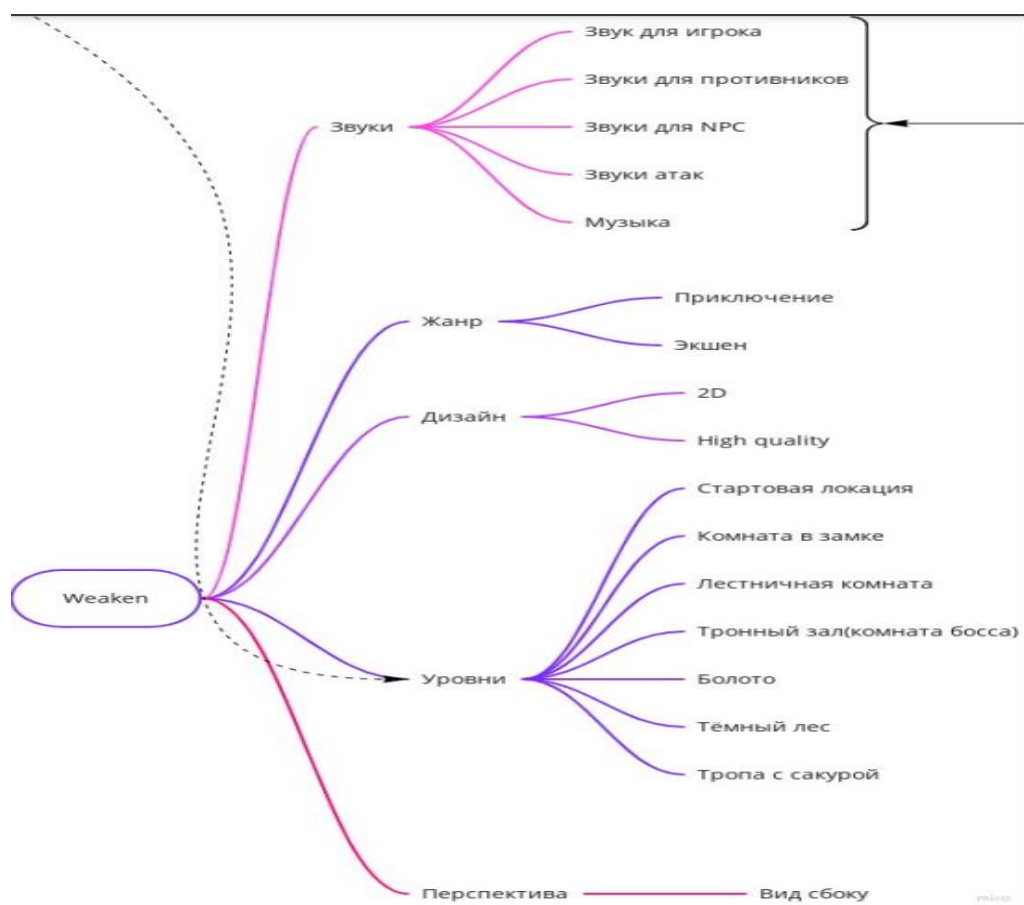 Звук для игрока
Звуки для противников
Звуки
Звуки для NPC
Звуки атак
Музыка
Приключение
Жанр
Экшен
2D
Дизайн
High quality
Стартовая локация
Комната в замке
Лестничная комната
Weaken
Тронный зал(комната босса)
Уровни
Болото
Тёмный лес
Тропа с сакурой
Перспектива
Вид сбоку
miro